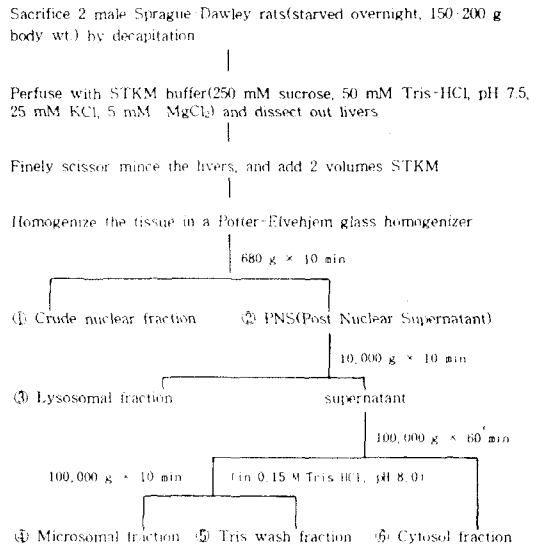 Sacrifice 2 male Sprague-Dawley rats(starved overnight, 150-200 g
body wt.) by decapitation
Perfuse with STKM buffer(250 mM sucrose, 50 mM Tris-HCl, pH 7.5,
25 mM KCl, 5 mM MgCl₂) and dissect out livers
Finely scissor mince the livers, and add 2 volumes STKM
Homogenize the tissue in a Potter-Elvehjem glass homogenizer
680 g × 10 min
① Crude nuclear fraction ② PNS(Post Nuclear Supernatant)
10,000 g × 10 min
③ Lysosomal fraction supernatant
100,000 g × 60 min
100,000 g × 10 min (in 0.15 M Tris HCl, pH 8.0)
④ Microsomal fraction ⑤ Tris wash fraction ⑥ Cytosol fraction